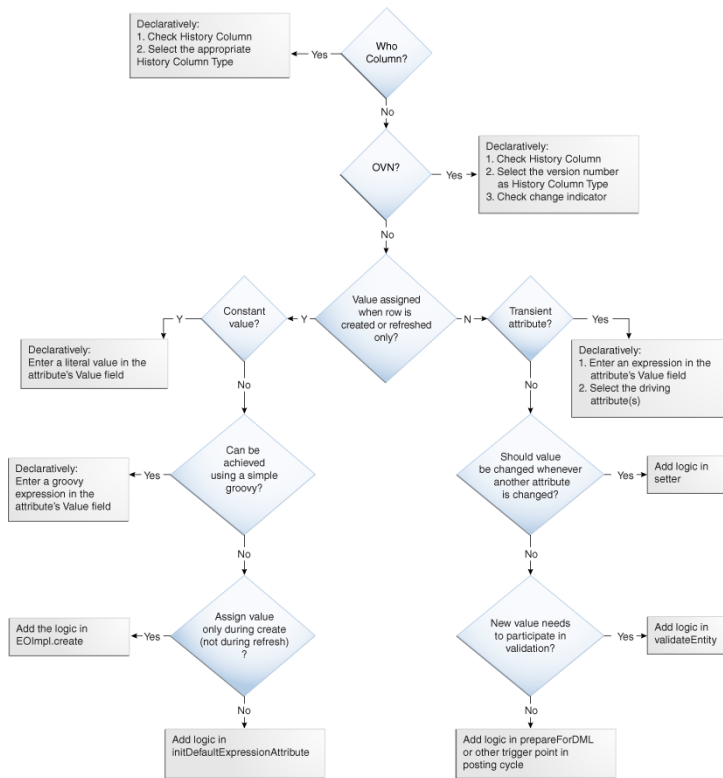 Declaratively:
1. Check History Column
2. Select the appropriate
History Column Type
Yes
Who
Column?
No
OVN?
Yes
Declaratively:
1. Check History Column
2. Select the version number
as History Column Type
3. Check change indicator
No
Constant
value?
Y
Value assigned
when row is
created or refreshed
only?
Y
N
Transient
attribute?
Yes
Declaratively:
Enter a literal value in the
attribute's Value field
Declaratively:
1. Enter an expression in the
attribute's Value field
2. Select the driving
attribute(s)
No
No
Declaratively:
Enter a groovy
expression in the
attribute's Value field
Yes
Can be
achieved
using a simple
groovy?
Should value
be changed whenever
another attribute
is changed?
Yes
Add logic in
setter
No
No
Add the logic in
EOImpl.create
Yes
Assign value
only during create
(not during refresh)
?
New value needs
to participate in
validation?
Yes
Add logic in
validateEntity
No
No
Add logic in
initDefaultExpressionAttribute
Add logic in prepareForDML
or other trigger point in
posting cycle